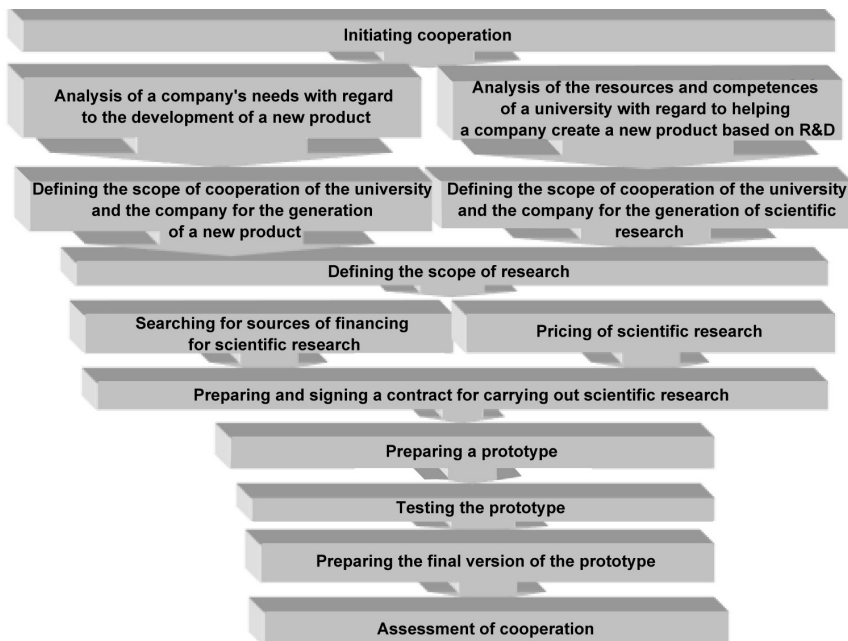 Initiating cooperation
Analysis of a company's needs with regard
to the development of a new product
Analysis of the resources and competences
of a university with regard to helping
a company create a new product based on R&D
Defining the scope of cooperation of the university
and the company for the generation
of a new product
Defining the scope of cooperation of the university
and the company for the generation of scientific
research
Defining the scope of research
Searching for sources of financing
for scientific research
Pricing of scientific research
Preparing and signing a contract for carrying out scientific research
Preparing a prototype
Testing the prototype
Preparing the final version of the prototype
Assessment of cooperation